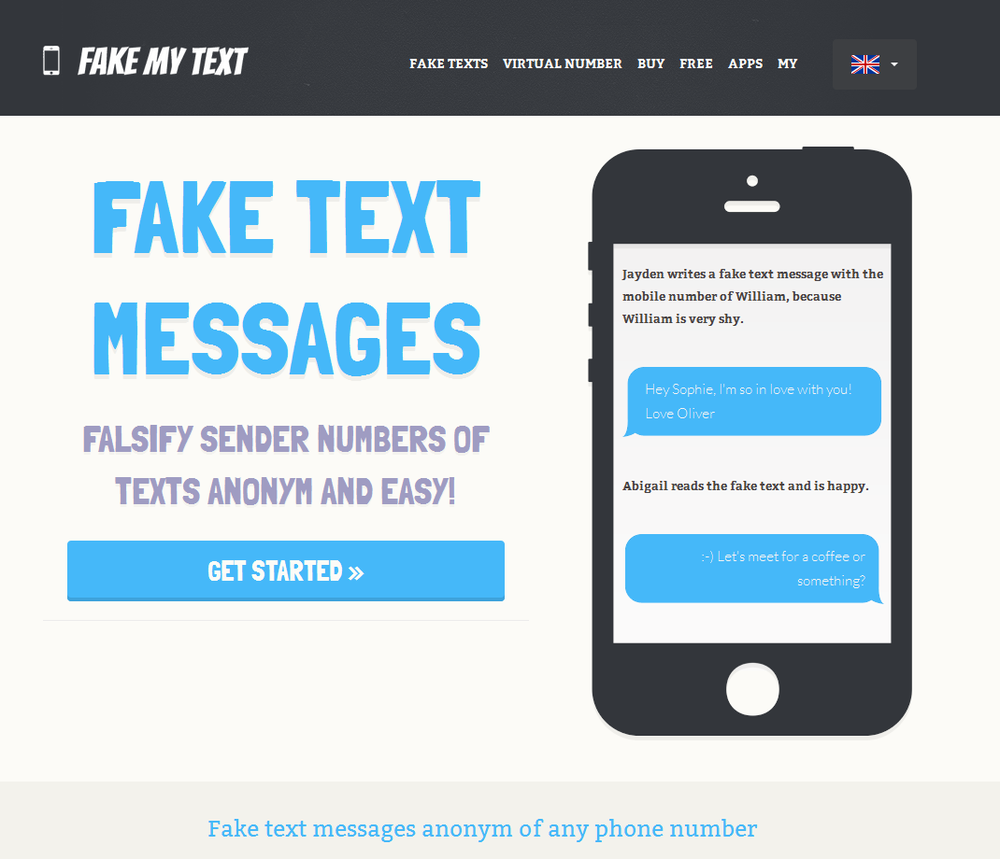 FAKE MY TEXT
FAKE TEXTS VIRTUAL NUMBER BUY FREE APPS MY
FAKE TEXT
MESSAGES
FALSIFY SENDER NUMBERS OF
TEXTS ANONYM AND EASY!
GET STARTED »
Jayden writes a fake text message with the
mobile number of William, because
William is very shy.
Hey Sophie, I'm so in love with you!
Love Oliver
Abigail reads the fake text and is happy.
:-) Let's meet for a coffee or
something?
Fake text messages anonym of any phone number